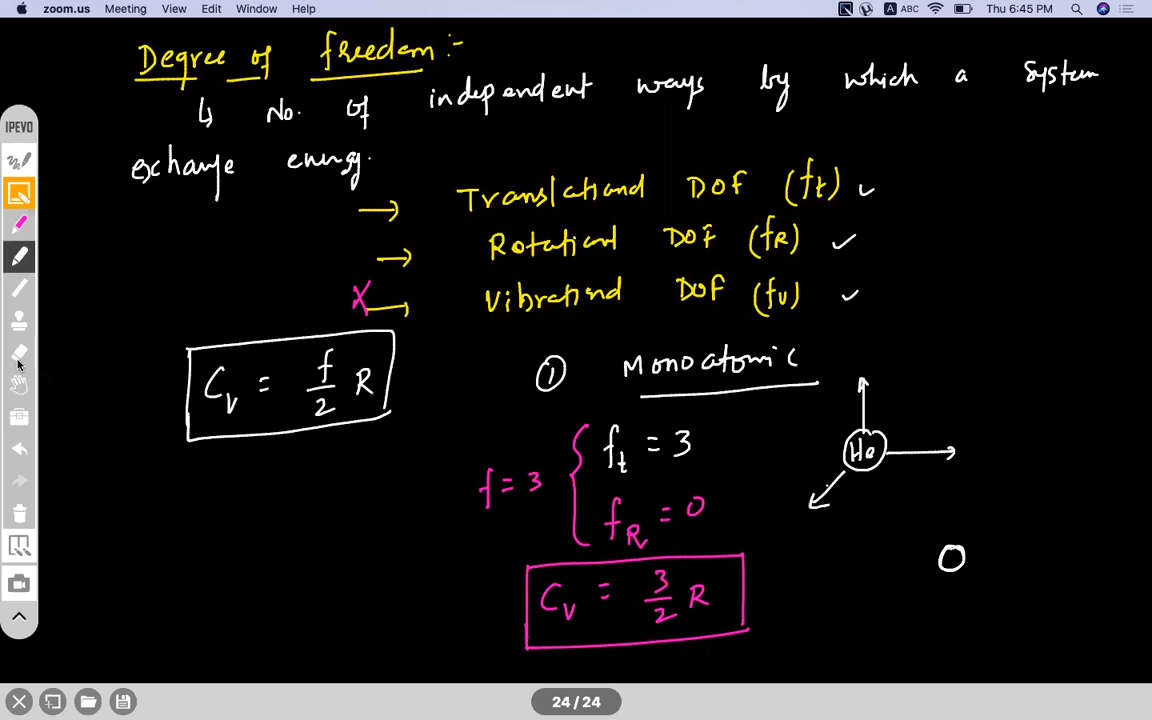 zoom.us Meeting View Edit Window Help A ABC Thu 6:45 PM
Degree of freedom :-
↳ No. of independent ways by which a system
exchange energy.
IPEVO
→ Translational DOF (ft) ✓
→ Rotational DOF (fR) ✓
X → Vibrational DOF (fv) ✓
Cv = f/2 R
① Monoatomic
ft = 3
He
f = 3
fR = 0
Cv = 3/2 R
O
24 / 24